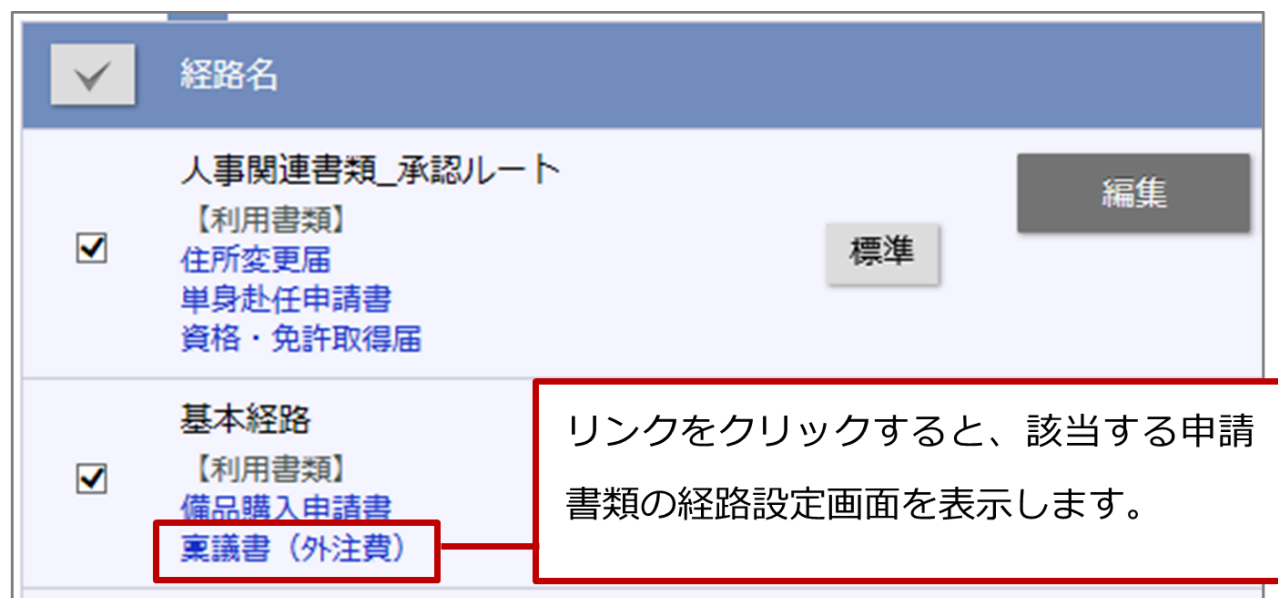 経路名
人事関連書類_承認ルート
編集
【利用書類】
標準
住所変更届
単身赴任申請書
資格・免許取得届
基本経路
【利用書類】
備品購入申請書
稟議書（外注費）
リンクをクリックすると、該当する申請
書類の経路設定画面を表示します。